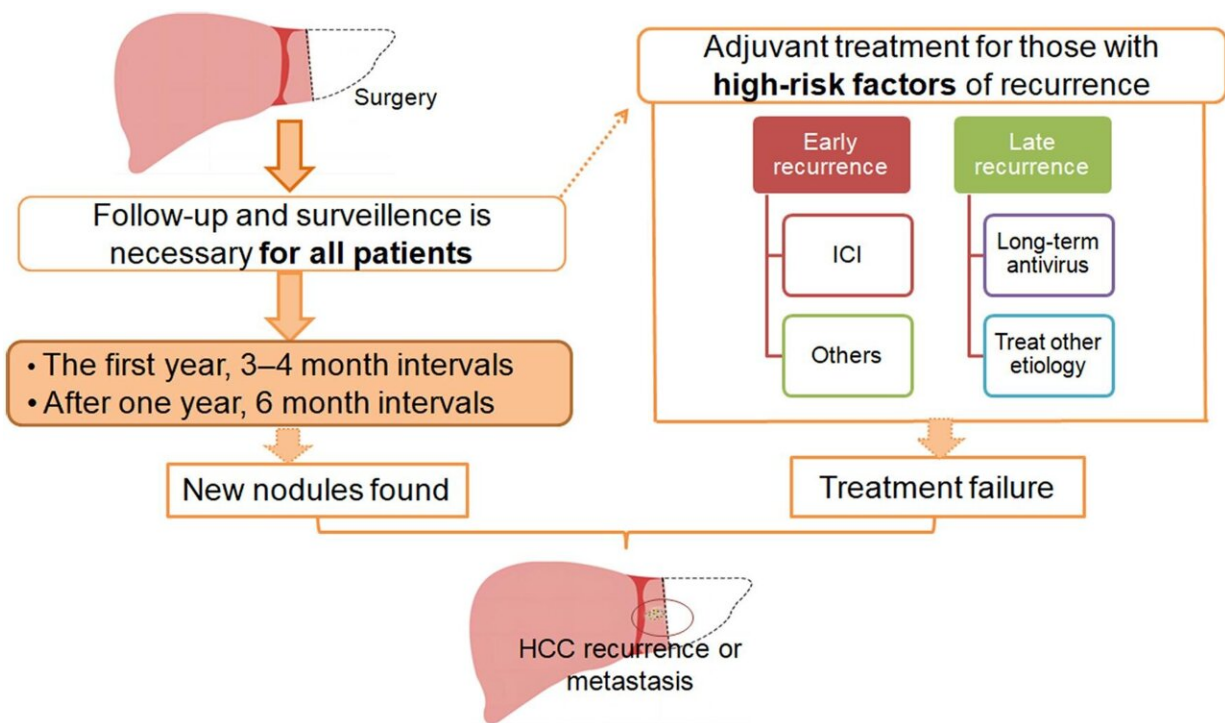 Surgery
Follow-up and surveillence is
necessary for all patients
• The first year, 3–4 month intervals
• After one year, 6 month intervals
New nodules found
Adjuvant treatment for those with
high-risk factors of recurrence
Early
recurrence
ICI
Others
Late
recurrence
Long-term
antivirus
Treat other
etiology
Treatment failure
HCC recurrence or
metastasis